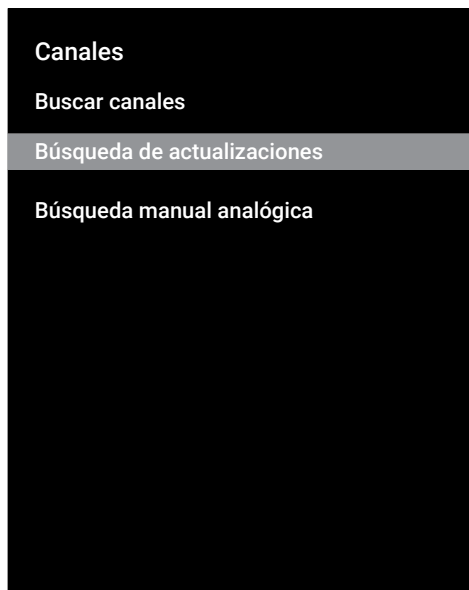 Canales
Buscar canales
Búsqueda de actualizaciones
Búsqueda manual analógica